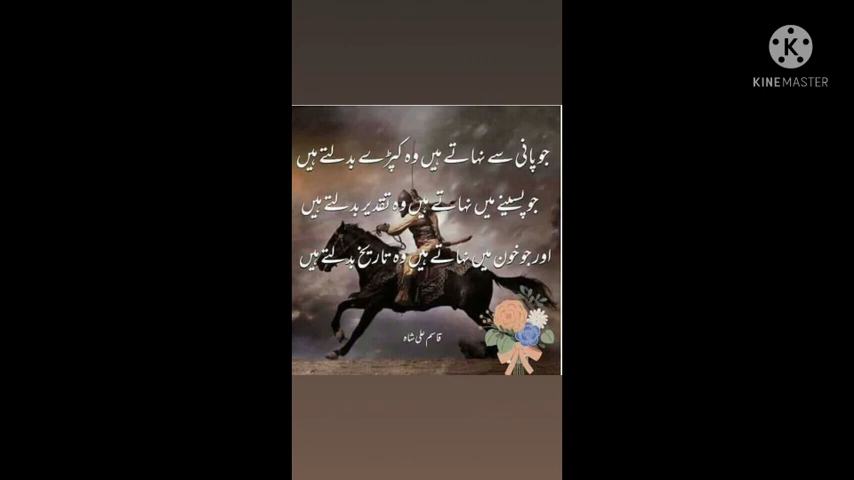 KINEMASTER
جو پانی سے نہاتے ہیں وہ کپڑے بدلتے ہیں
جو پسینے میں نہاتے ہیں وہ تقدیر بدلتے ہیں
اور جو خون میں نہاتے ہیں وہ تاریخ بدلتے ہیں
قاسم علی شاہ